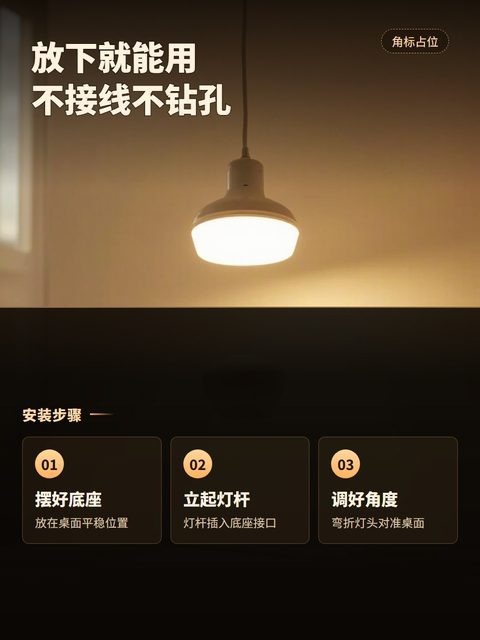 放下就能用
不接线不钻孔
角标占位
安装步骤
01
摆好底座
放在桌面平稳位置
02
立起灯杆
灯杆插入底座接口
03
调好角度
弯折灯头对准桌面